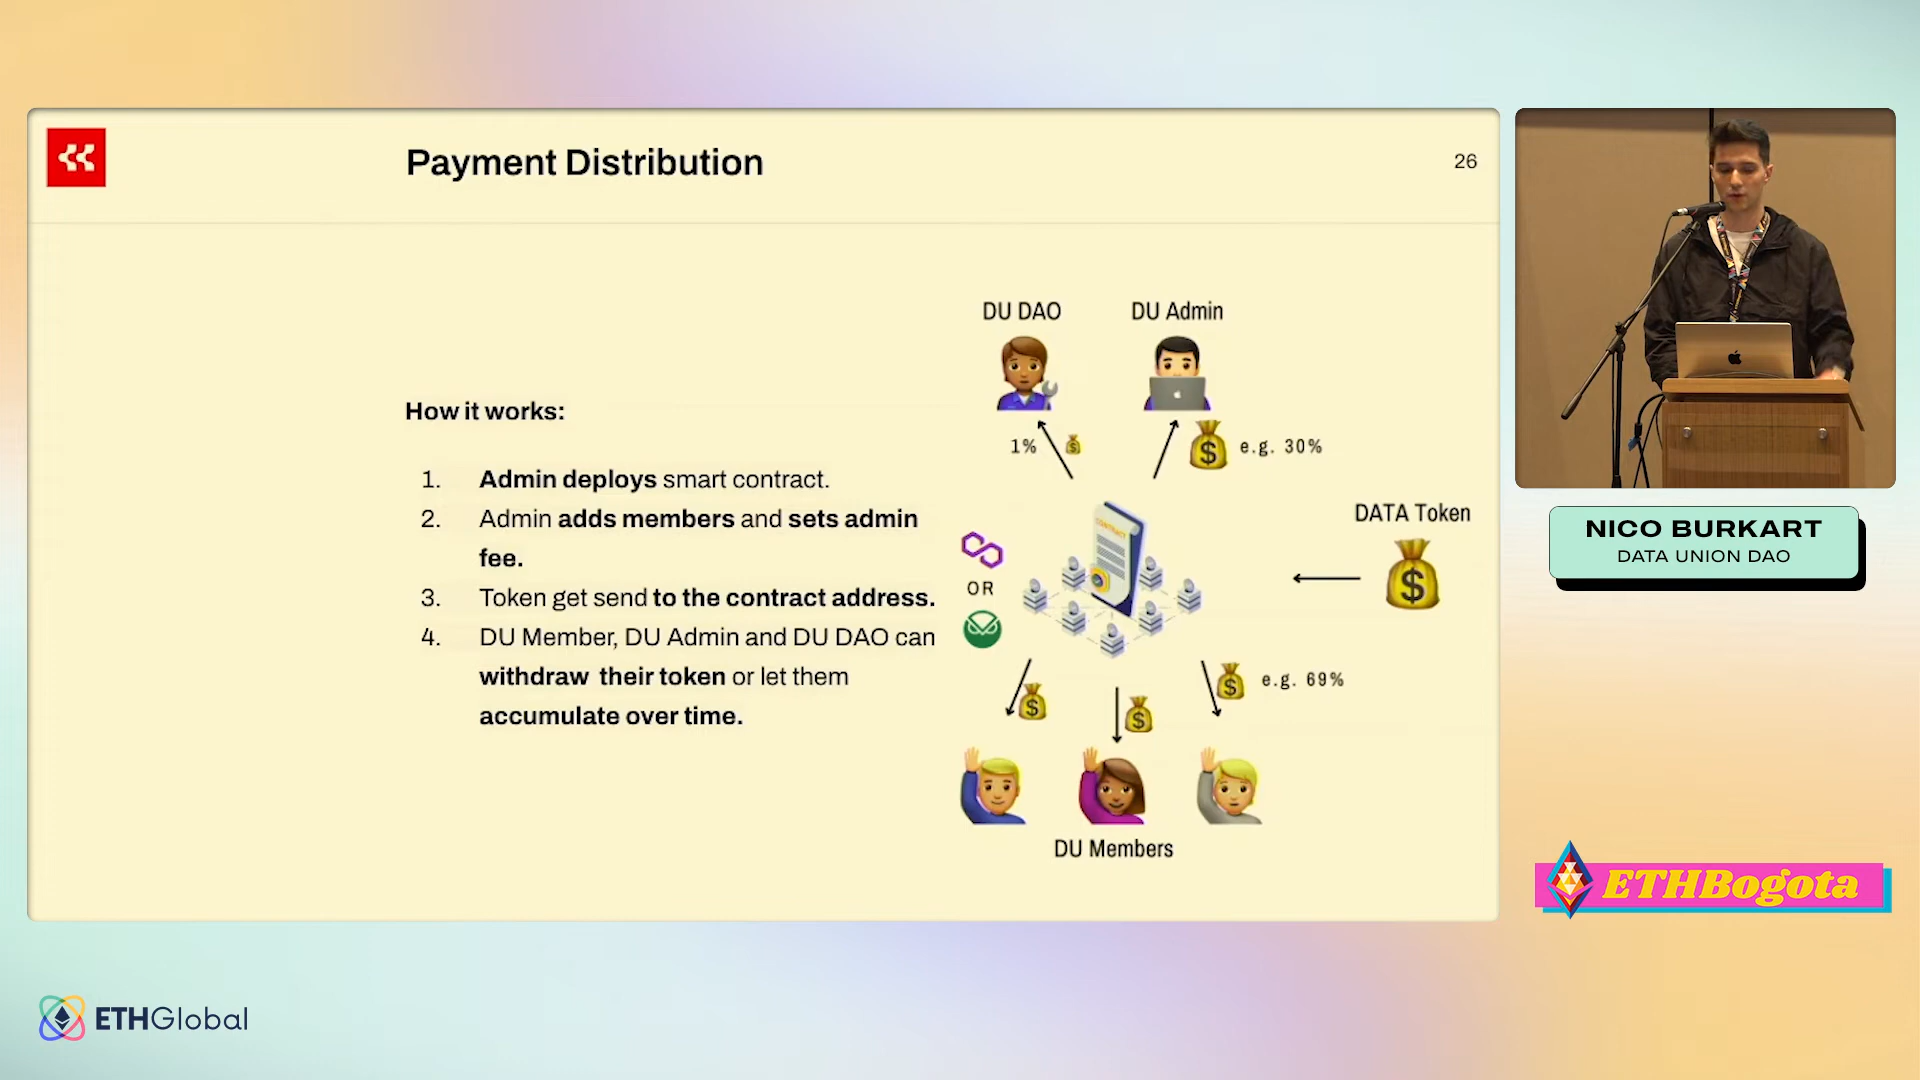 Payment Distribution
26
How it works:
1. Admin deploys smart contract.
2. Admin adds members and sets admin
fee.
3. Token get send to the contract address.
4. DU Member, DU Admin and DU DAO can
withdraw their token or let them
accumulate over time.
DU DAO
DU Admin
1%
e.g. 30%
DATA Token
CONTRACT
OR
e.g. 69%
DU Members
NICO BURKART
DATA UNION DAO
ETHBogota
ETHGlobal